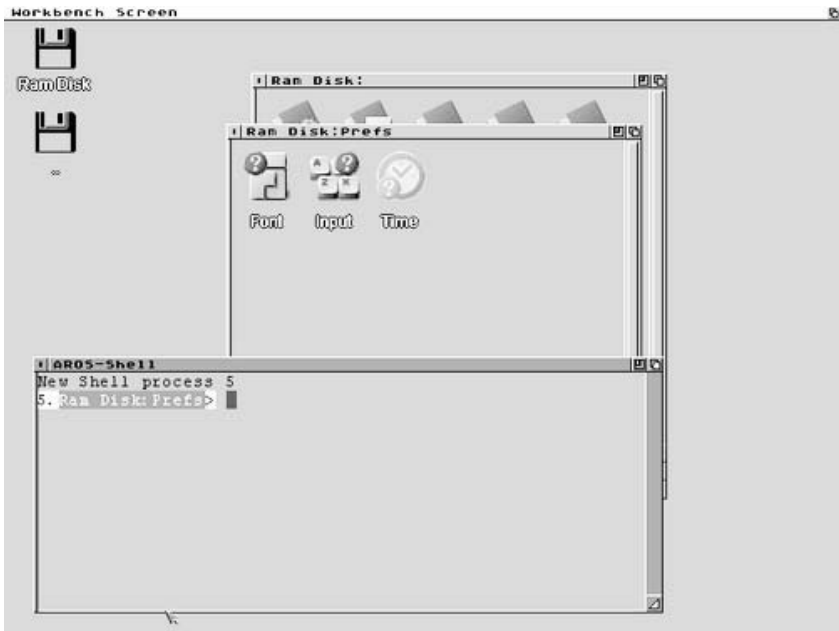 Workbench Screen
Ram Disk
Ram Disk:
Ram Disk:Prefs
Font
Input
Time
AROS-Shell
New Shell process 5
5.Ram Disk:Prefs>